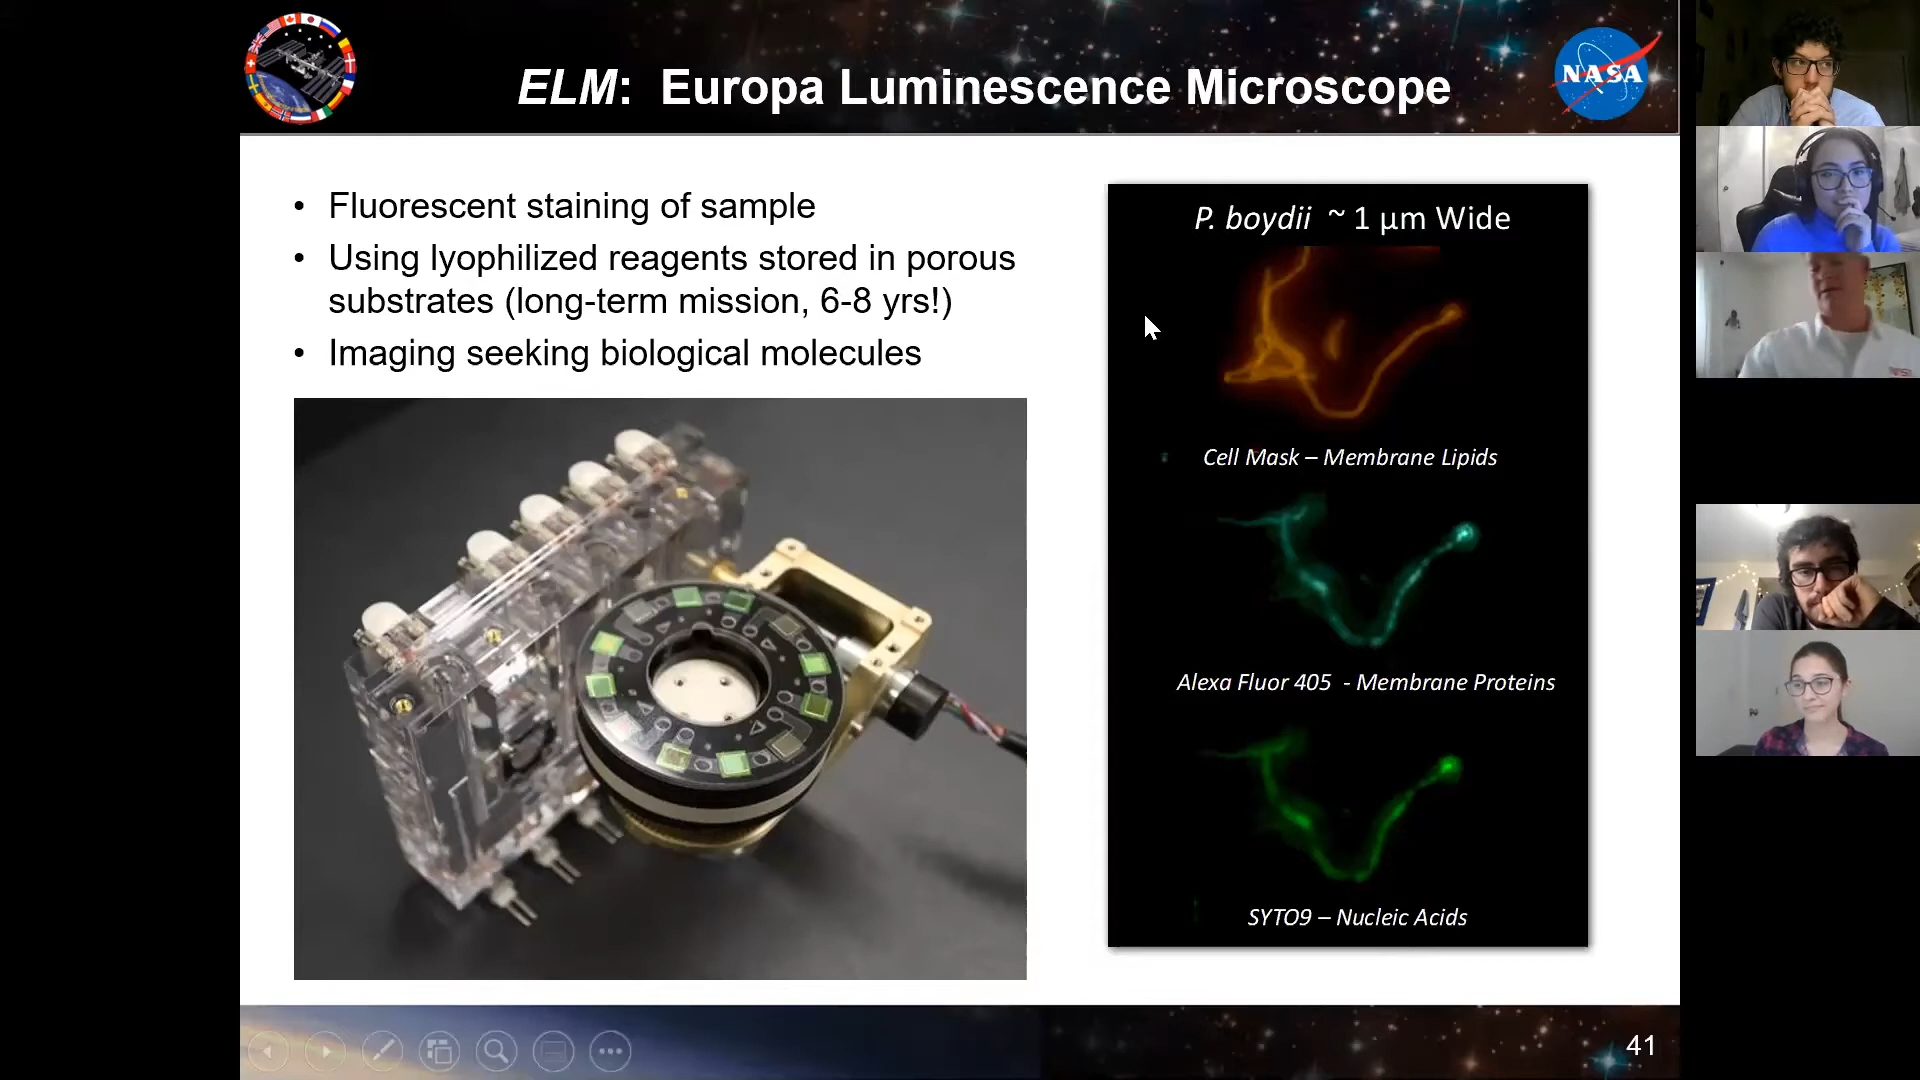 ELM: Europa Luminescence Microscope
NASA
• Fluorescent staining of sample
• Using lyophilized reagents stored in porous
substrates (long-term mission, 6-8 yrs!)
• Imaging seeking biological molecules
P. boydii ~ 1 µm Wide
Cell Mask – Membrane Lipids
Alexa Fluor 405 - Membrane Proteins
SYTO9 – Nucleic Acids
41